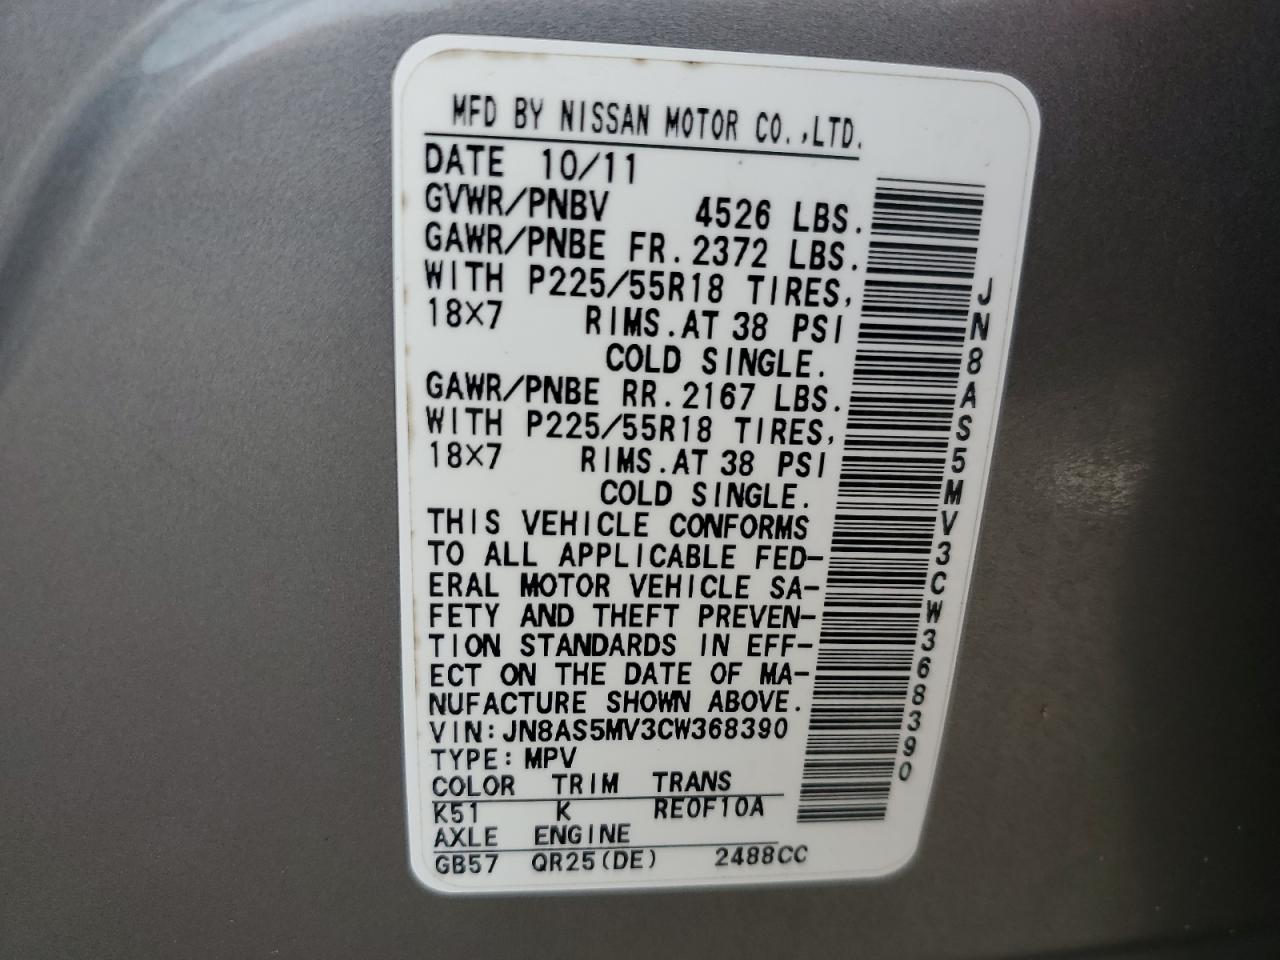 MFD BY NISSAN MOTOR CO.,LTD.
DATE 10/11
GVWR/PNBV 4526 LBS.
GAWR/PNBE FR.2372 LBS.
WITH P225/55R18 TIRES,
18×7 RIMS.AT 38 PSI
COLD SINGLE.
GAWR/PNBE RR.2167 LBS.
WITH P225/55R18 TIRES,
18×7 RIMS.AT 38 PSI
COLD SINGLE.
THIS VEHICLE CONFORMS
TO ALL APPLICABLE FED-
ERAL MOTOR VEHICLE SA-
FETY AND THEFT PREVEN-
TION STANDARDS IN EFF-
ECT ON THE DATE OF MA-
NUFACTURE SHOWN ABOVE.
VIN:JN8AS5MV3CW368390
TYPE:MPV
COLOR TRIM TRANS
K51 K RE0F10A
AXLE ENGINE
GB57 QR25(DE) 2488CC
JN8AS5MV3CW368390